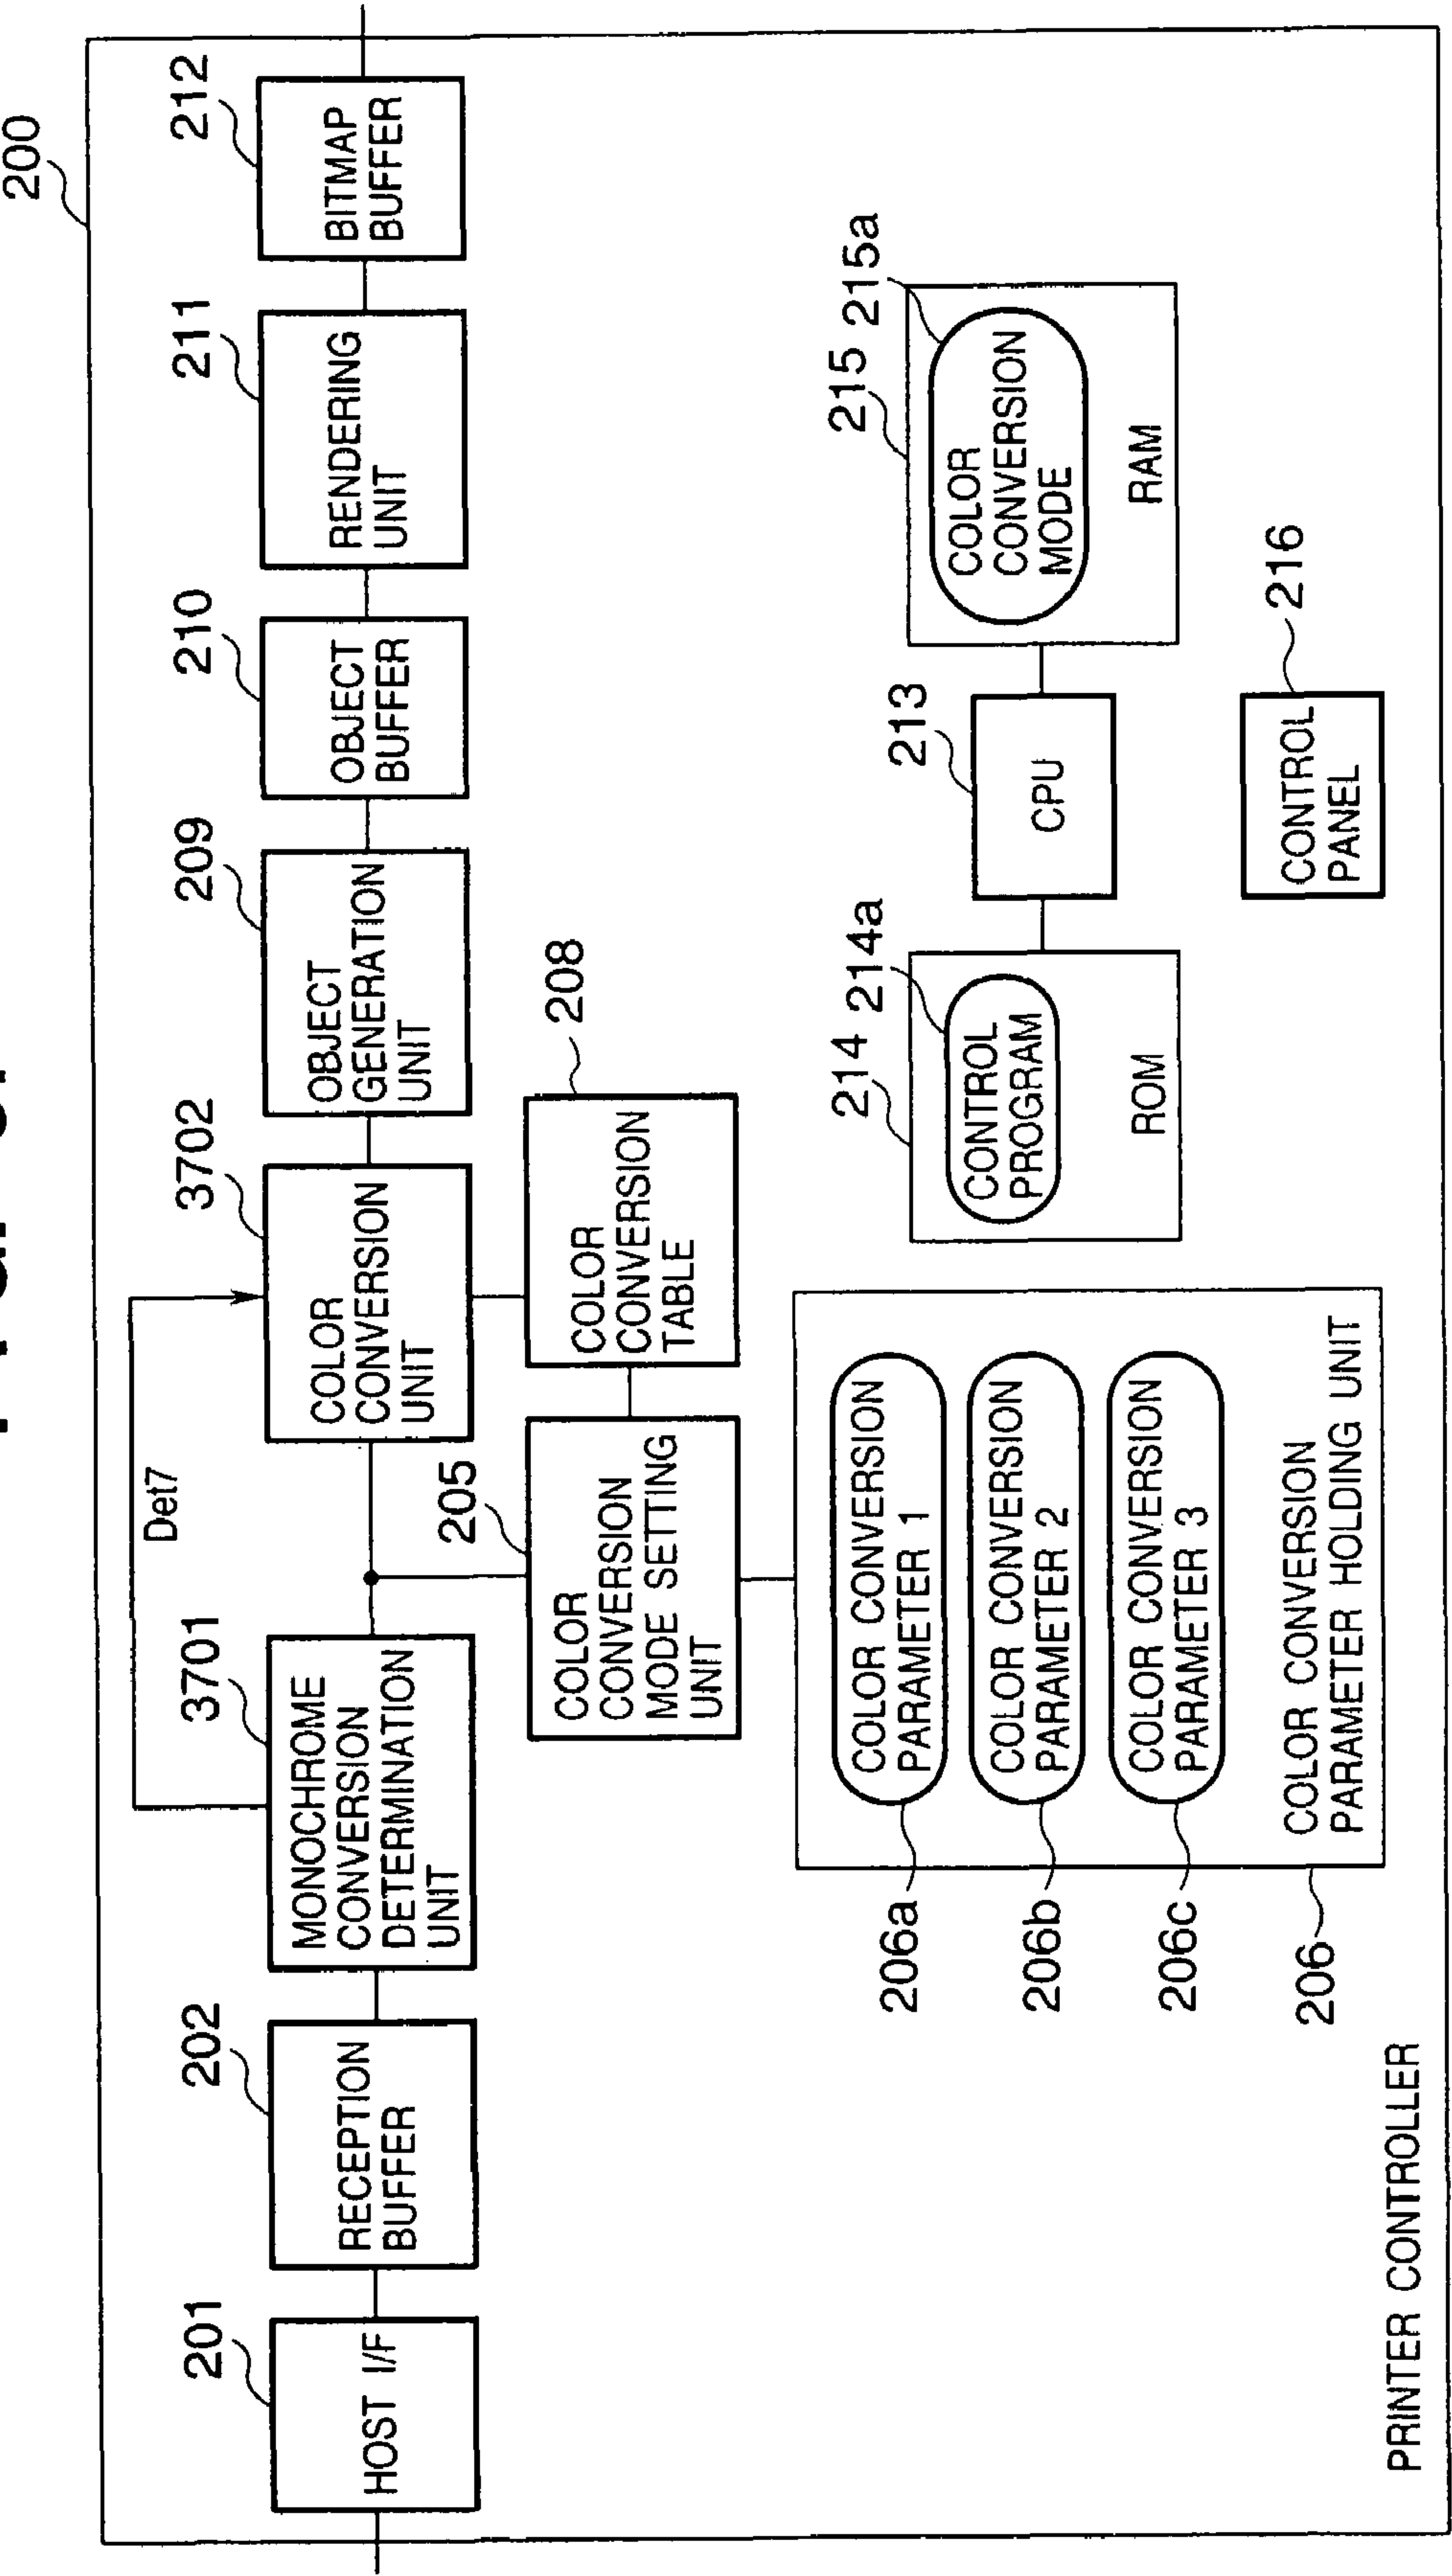 200
201
HOST I/F
202
RECEPTION
BUFFER
3701
MONOCHROME
CONVERSION
DETERMINATION
UNIT
Det7
3702
COLOR
CONVERSION
UNIT
209
OBJECT
GENERATION
UNIT
210
OBJECT
BUFFER
211
RENDERING
UNIT
212
BITMAP
BUFFER
205
COLOR
CONVERSION
MODE SETTING
UNIT
208
COLOR
CONVERSION
TABLE
206a
COLOR CONVERSION
PARAMETER 1
206b
COLOR CONVERSION
PARAMETER 2
206c
COLOR CONVERSION
PARAMETER 3
206
COLOR CONVERSION
PARAMETER HOLDING UNIT
214
214a
CONTROL
PROGRAM
ROM
213
CPU
215
215a
COLOR
CONVERSION
MODE
RAM
216
CONTROL
PANEL
PRINTER CONTROLLER